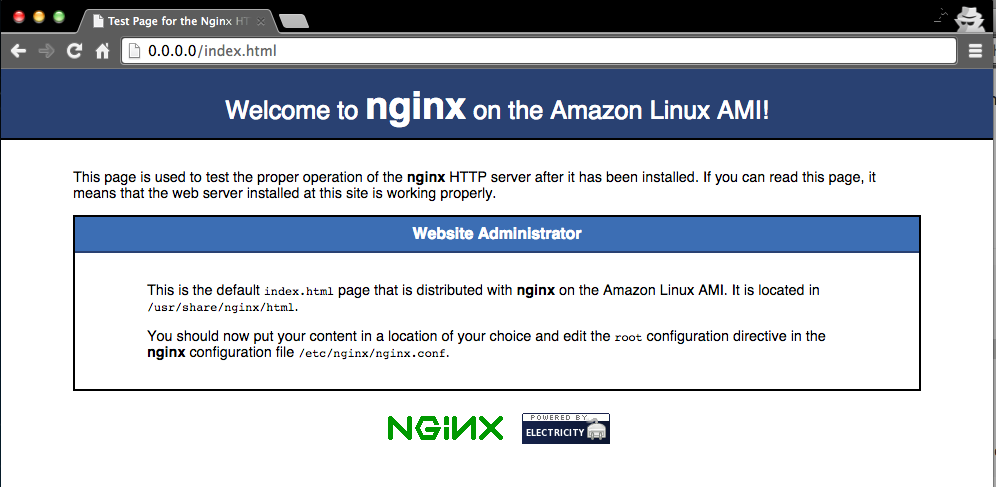 Test Page for the Nginx HT
0.0.0.0/index.html
Welcome to nginx on the Amazon Linux AMI!
This page is used to test the proper operation of the nginx HTTP server after it has been installed. If you can read this page, it
means that the web server installed at this site is working properly.
Website Administrator
This is the default index.html page that is distributed with nginx on the Amazon Linux AMI. It is located in
/usr/share/nginx/html.
You should now put your content in a location of your choice and edit the root configuration directive in the
nginx configuration file /etc/nginx/nginx.conf.
NGiNX
POWERED BY
ELECTRICITY